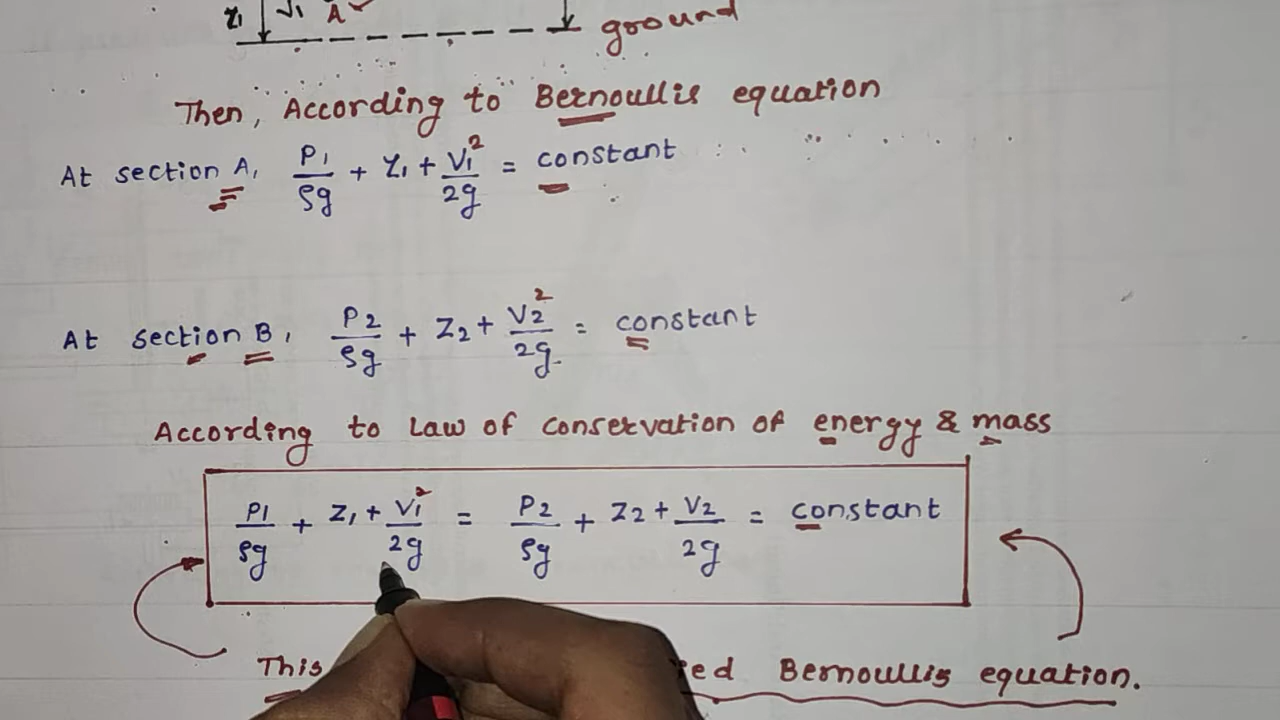 Z₁ V₁ A ground
Then, According to Bernoullis equation
At section A, P₁/ρg + Z₁ + V₁²/2g = constant
At section B, P₂/ρg + Z₂ + V₂²/2g = constant
According to Law of conservation of energy & mass
P₁/ρg + Z₁ + V₁²/2g = P₂/ρg + Z₂ + V₂/2g = constant
This Bernoullis equation.